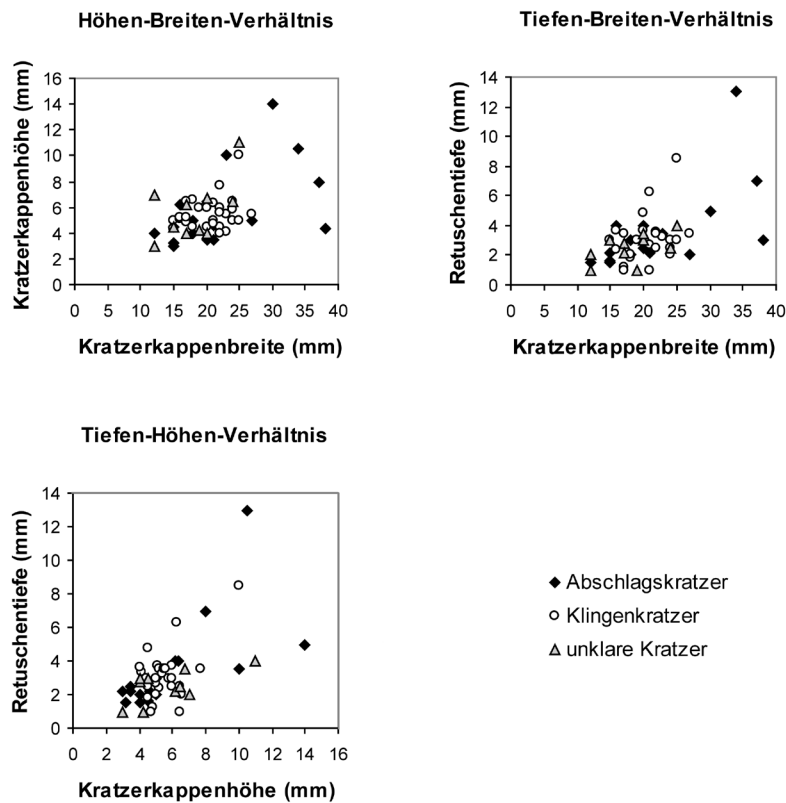 Höhen-Breiten-Verhältnis
Kratzerkappenhöhe (mm)
16
14
12
10
8
6
4
2
0
0 5 10 15 20 25 30 35 40
Kratzerkappenbreite (mm)
Tiefen-Breiten-Verhältnis
Retuschentiefe (mm)
14
12
10
8
6
4
2
0
0 5 10 15 20 25 30 35 40
Kratzerkappenbreite (mm)
Tiefen-Höhen-Verhältnis
Retuschentiefe (mm)
14
12
10
8
6
4
2
0
0 2 4 6 8 10 12 14 16
Kratzerkappenhöhe (mm)
Abschlagskratzer
Klingenkratzer
unklare Kratzer